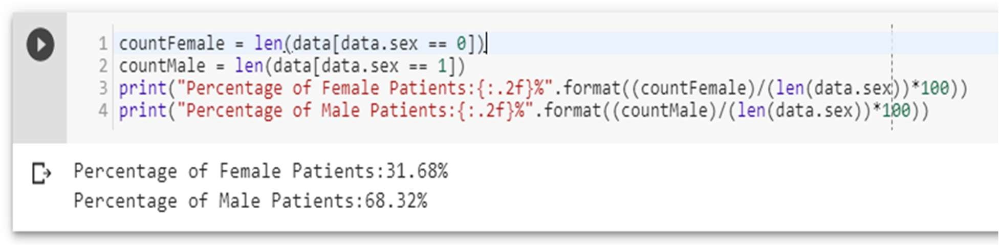 1 countFemale = len(data[data.sex == 0])
2 countMale = len(data[data.sex == 1])
3 print("Percentage of Female Patients:{:.2f}%".format((countFemale)/(len(data.sex))*100))
4 print("Percentage of Male Patients:{:.2f}%".format((countMale)/(len(data.sex))*100))
Percentage of Female Patients:31.68%
Percentage of Male Patients:68.32%